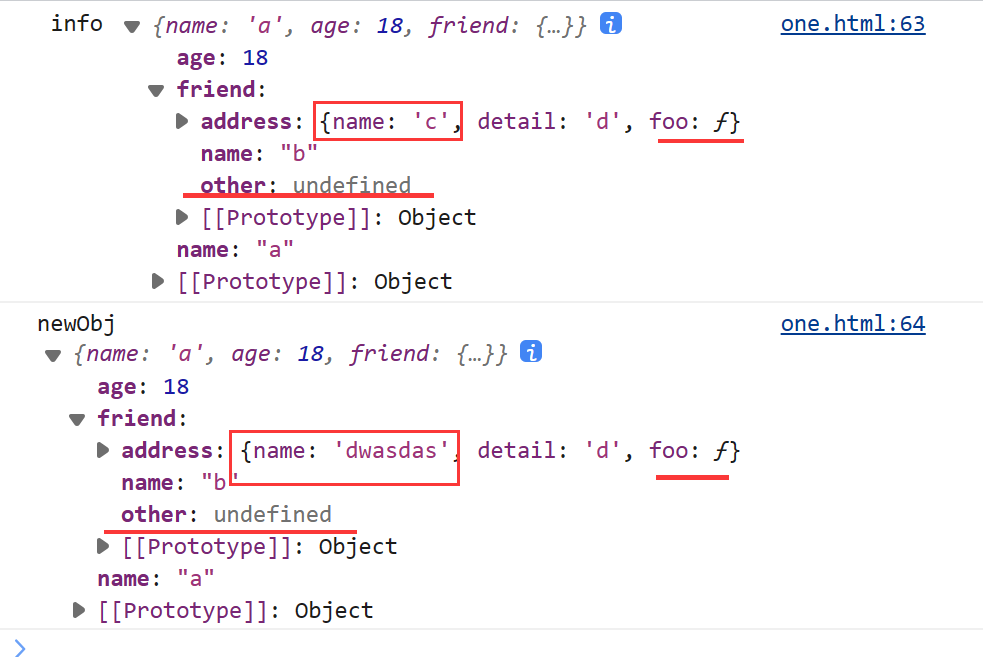 info {name: 'a', age: 18, friend: {…}} i one.html:63
age: 18
friend:
address: {name: 'c', detail: 'd', foo: ƒ}
name: "b"
other: undefined
[[Prototype]]: Object
name: "a"
[[Prototype]]: Object
newObj one.html:64
{name: 'a', age: 18, friend: {…}} i
age: 18
friend:
address: {name: 'dwasdas', detail: 'd', foo: ƒ}
name: "b"
other: undefined
[[Prototype]]: Object
name: "a"
[[Prototype]]: Object